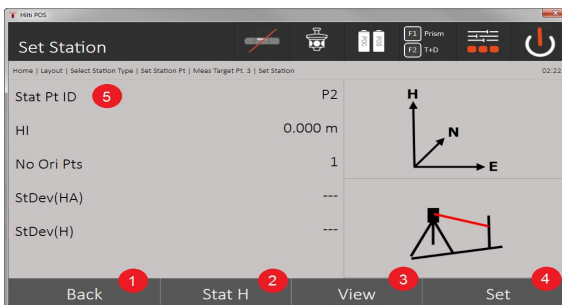 Hilti POS
Set Station
POC
POS
F1 Prism
F2 T+D
Home | Layout | Select Station Type | Set Station Pt | Meas Target Pt. 3 | Set Station
02:22
Stat Pt ID 5 P2
HI 0.000 m
No Ori Pts 1
StDev(HA) ---
StDev(H) ---
H
N
E
1 2 3 4
Back Stat H View Set